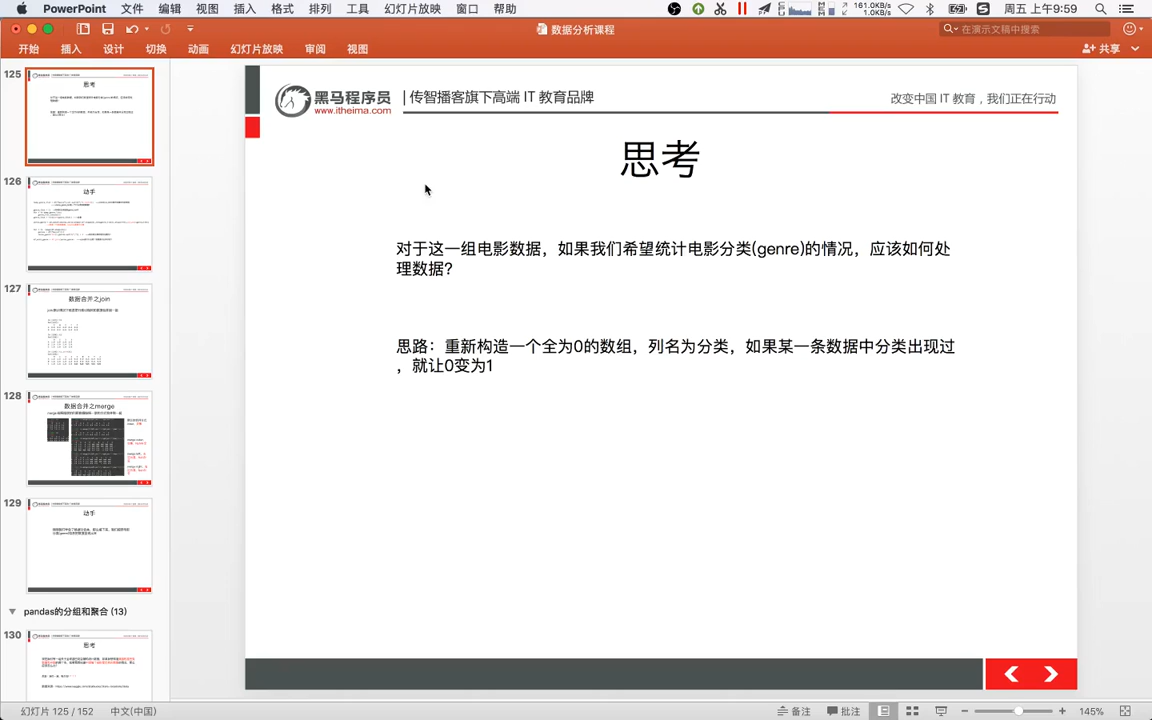 PowerPoint 文件 编辑 视图 插入 格式 排列 工具 幻灯片放映 窗口 帮助
161.0KB/s
1.0KB/s
周五 上午9:59
数据分析课程
在演示文稿中搜索
开始 插入 设计 切换 动画 幻灯片放映 审阅 视图
共享
125
思考
126
动手
127
数据合并之join
128
数据合并之merge
129
动手
pandas的分组和聚合 (13)
130
思考
黑马程序员
www.itheima.com
传智播客旗下高端 IT 教育品牌
改变中国 IT 教育，我们正在行动
思考
对于这一组电影数据，如果我们希望统计电影分类(genre)的情况，应该如何处
理数据?
思路：重新构造一个全为0的数组，列名为分类，如果某一条数据中分类出现过
，就让0变为1
幻灯片 125 / 152 中文(中国)
备注 批注
145%